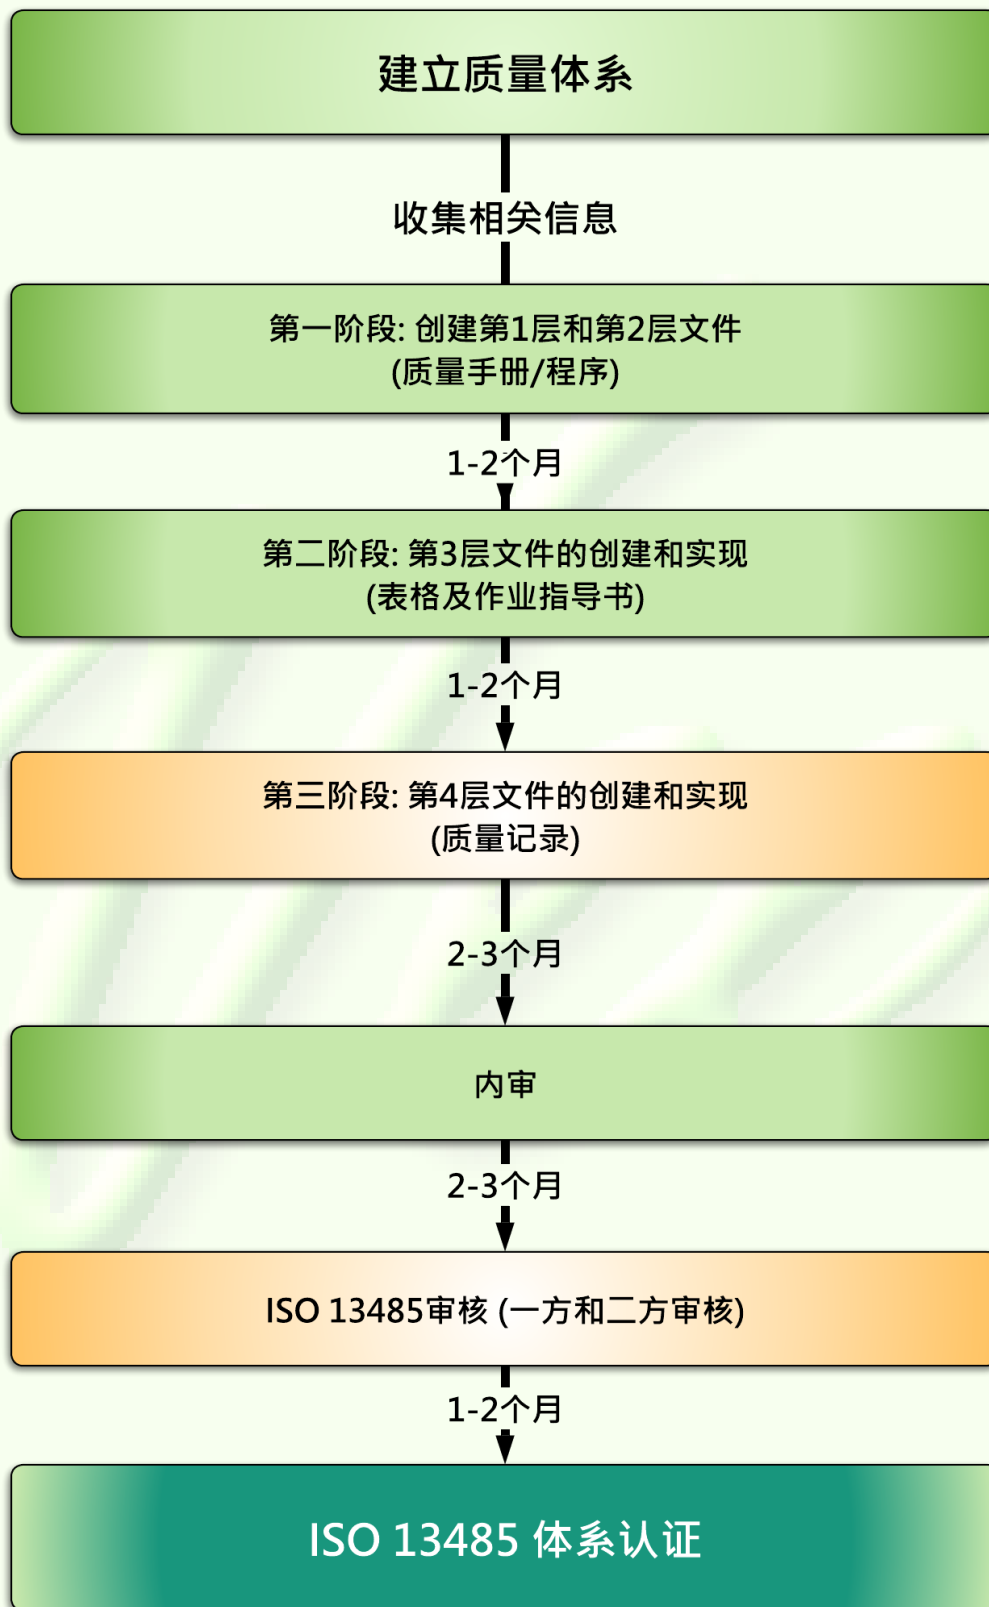 建立质量体系
收集相关信息
第一阶段: 创建第1层和第2层文件
(质量手册/程序)
1-2个月
第二阶段: 第3层文件的创建和实现
(表格及作业指导书)
1-2个月
第三阶段: 第4层文件的创建和实现
(质量记录)
2-3个月
内审
2-3个月
ISO 13485审核 (一方和二方审核)
1-2个月
ISO 13485 体系认证